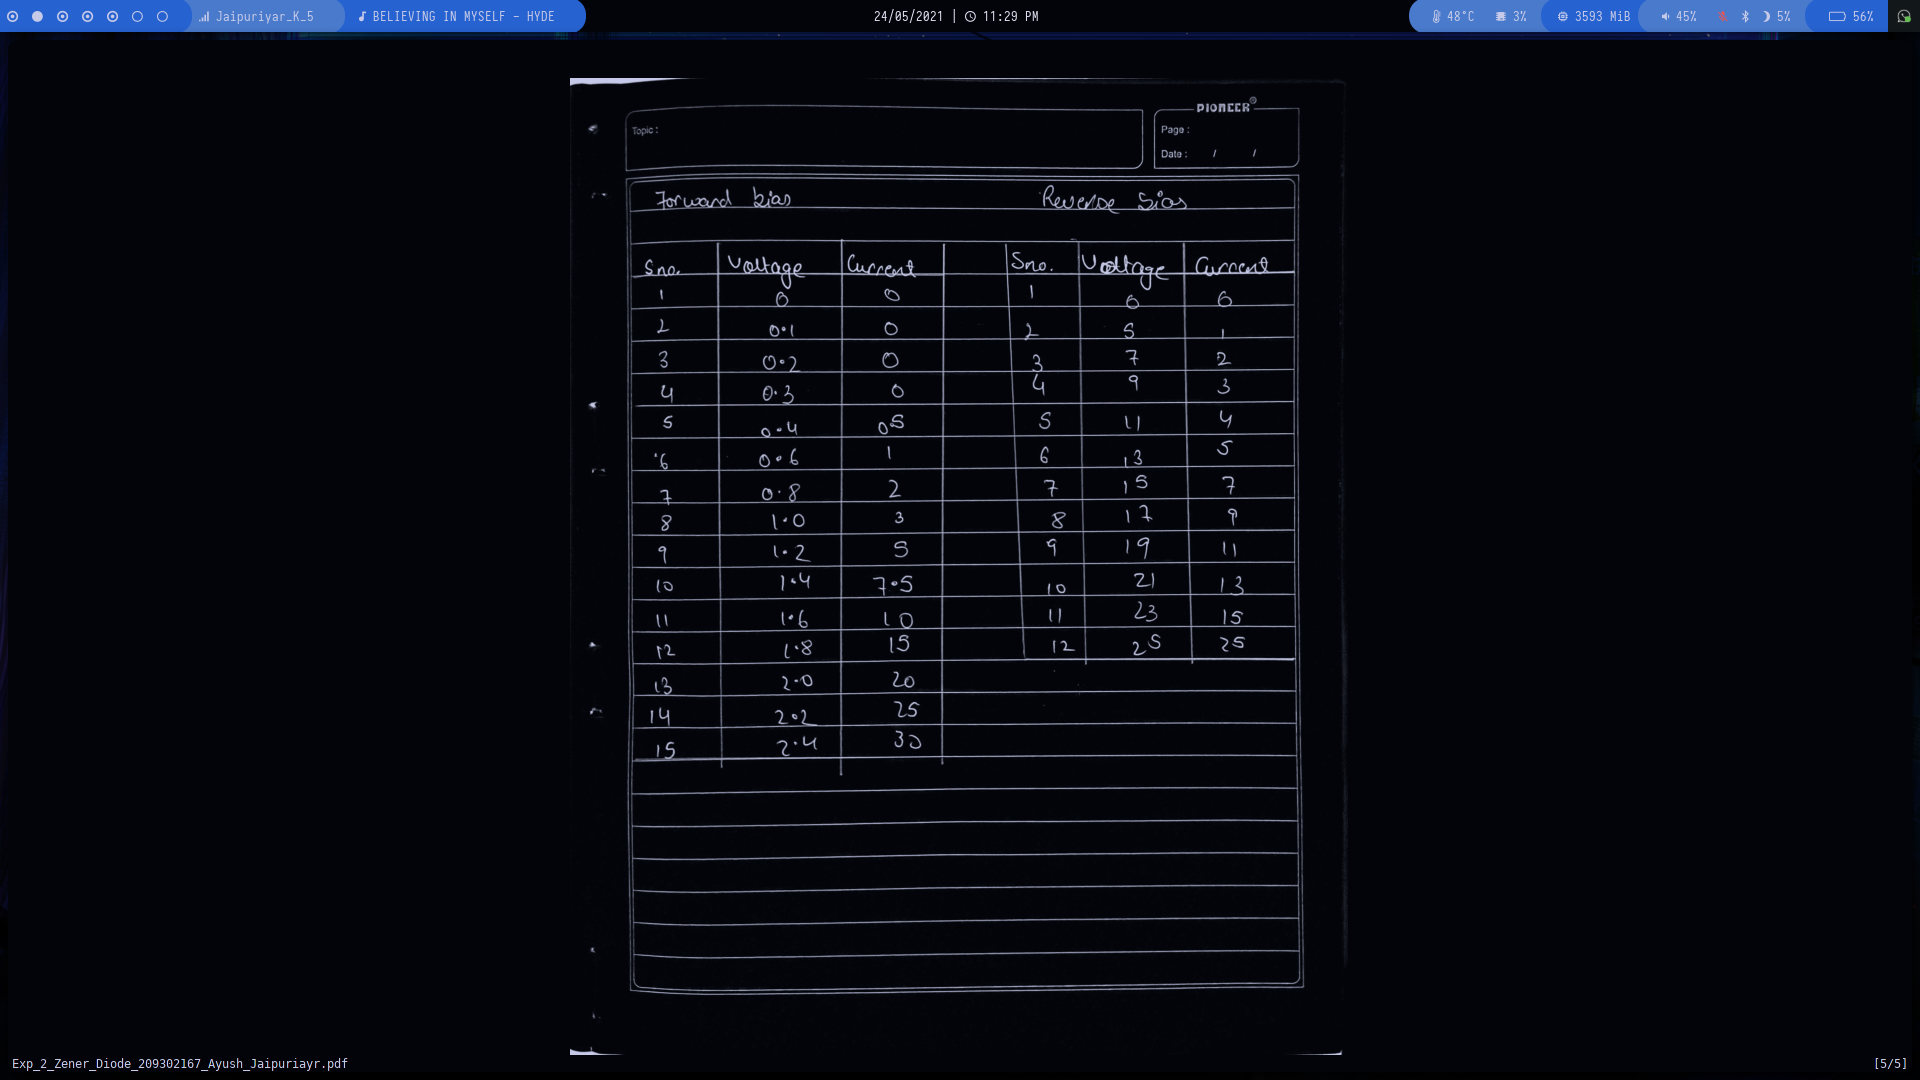 Jaipuriyar_K_5 BELIEVING IN MYSELF – HYDE 24/05/2021 | 11:29 PM 48°C 3% 3593 MiB 45% 5% 56%
PIONEER®
Topic :
Page :
Date : / /
Forward bias Reverse bias
Sno. Voltage Current Sno. Voltage Current
1 0 0 1 0 0
2 0.1 0 2 5 1
3 0.2 0 3 7 2
4 0.3 0 4 9 3
5 0.4 05 5 11 4
6 0.6 1 6 13 5
7 0.8 2 7 15 7
8 1.0 3 8 17 9
9 1.2 5 9 19 11
10 1.4 7.5 10 21 13
11 1.6 10 11 23 15
12 1.8 15 12 25 25
13 2.0 20
14 2.2 25
15 2.4 30
Exp_2_Zener_Diode_209302167_Ayush_Jaipuriayr.pdf [5/5]